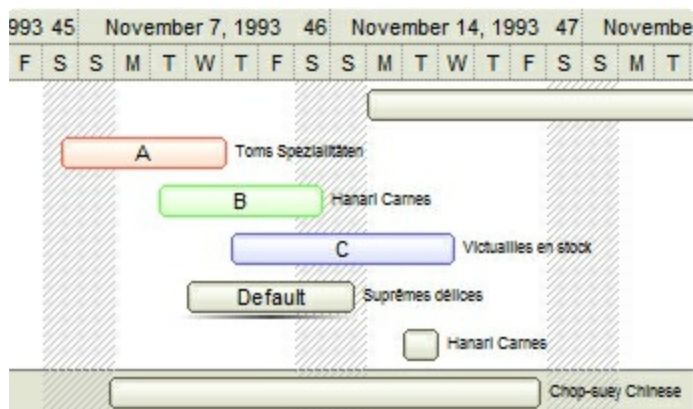 993 45 November 7, 1993 46 November 14, 1993 47 Novembe
F S S M T W T F S S M T W T F S S M T
A Toms Spezialitäten
B Hanari Carnes
C Victuailles en stock
Default Suprêmes délices
Hanari Carnes
Chop-suey Chinese